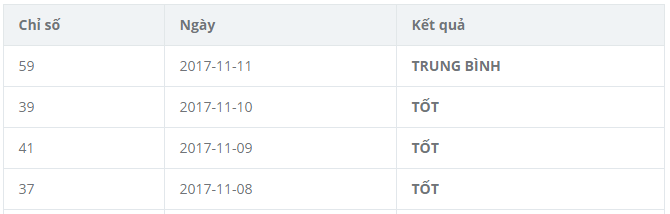 Chỉ số Ngày Kết quả
59 2017-11-11 TRUNG BÌNH
39 2017-11-10 TỐT
41 2017-11-09 TỐT
37 2017-11-08 TỐT